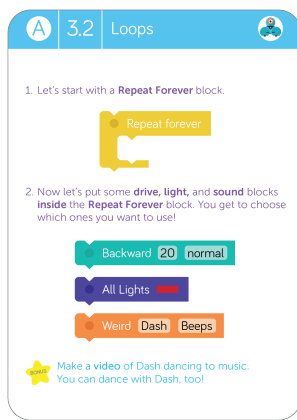 A 3.2 Loops
1. Let's start with a Repeat Forever block.
Repeat forever
2. Now let's put some drive, light, and sound blocks
inside the Repeat Forever block. You get to choose
which ones you want to use!
Backward 20 normal
All Lights
Weird Dash Beeps
BONUS
Make a video of Dash dancing to music.
You can dance with Dash, too!